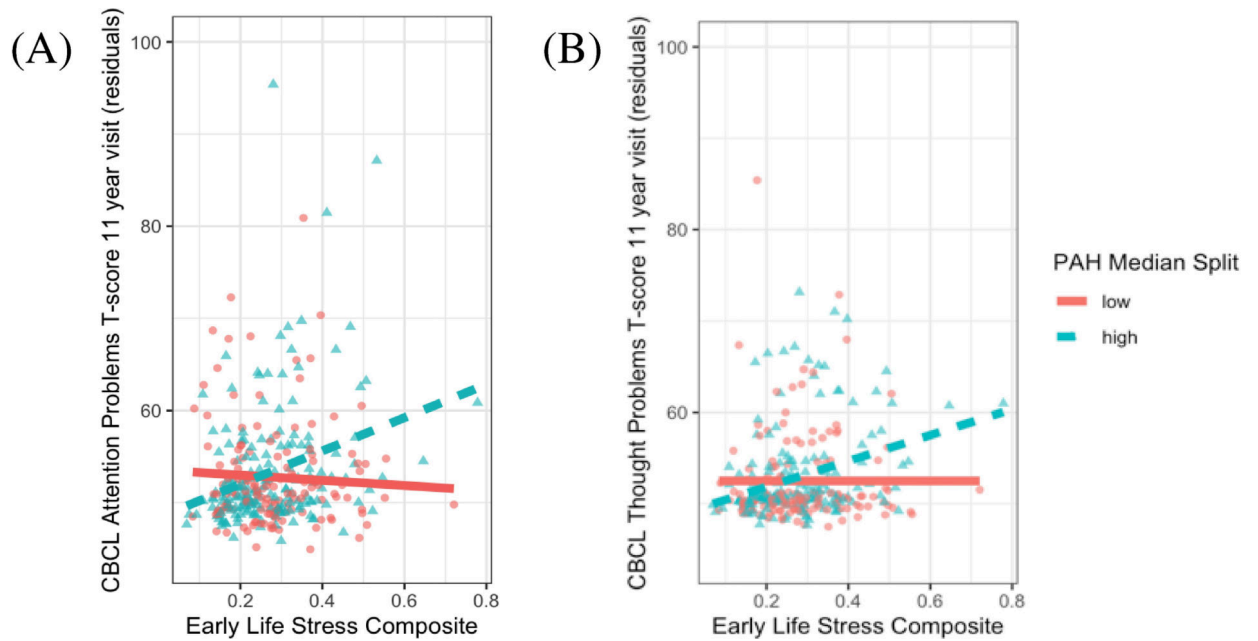 (A)
CBCL Attention Problems T-score 11 year visit (residuals)
100
80
60
0.2 0.4 0.6 0.8
Early Life Stress Composite
(B)
CBCL Thought Problems T-score 11 year visit (residuals)
100
80
60
0.2 0.4 0.6 0.8
Early Life Stress Composite
PAH Median Split
low
high